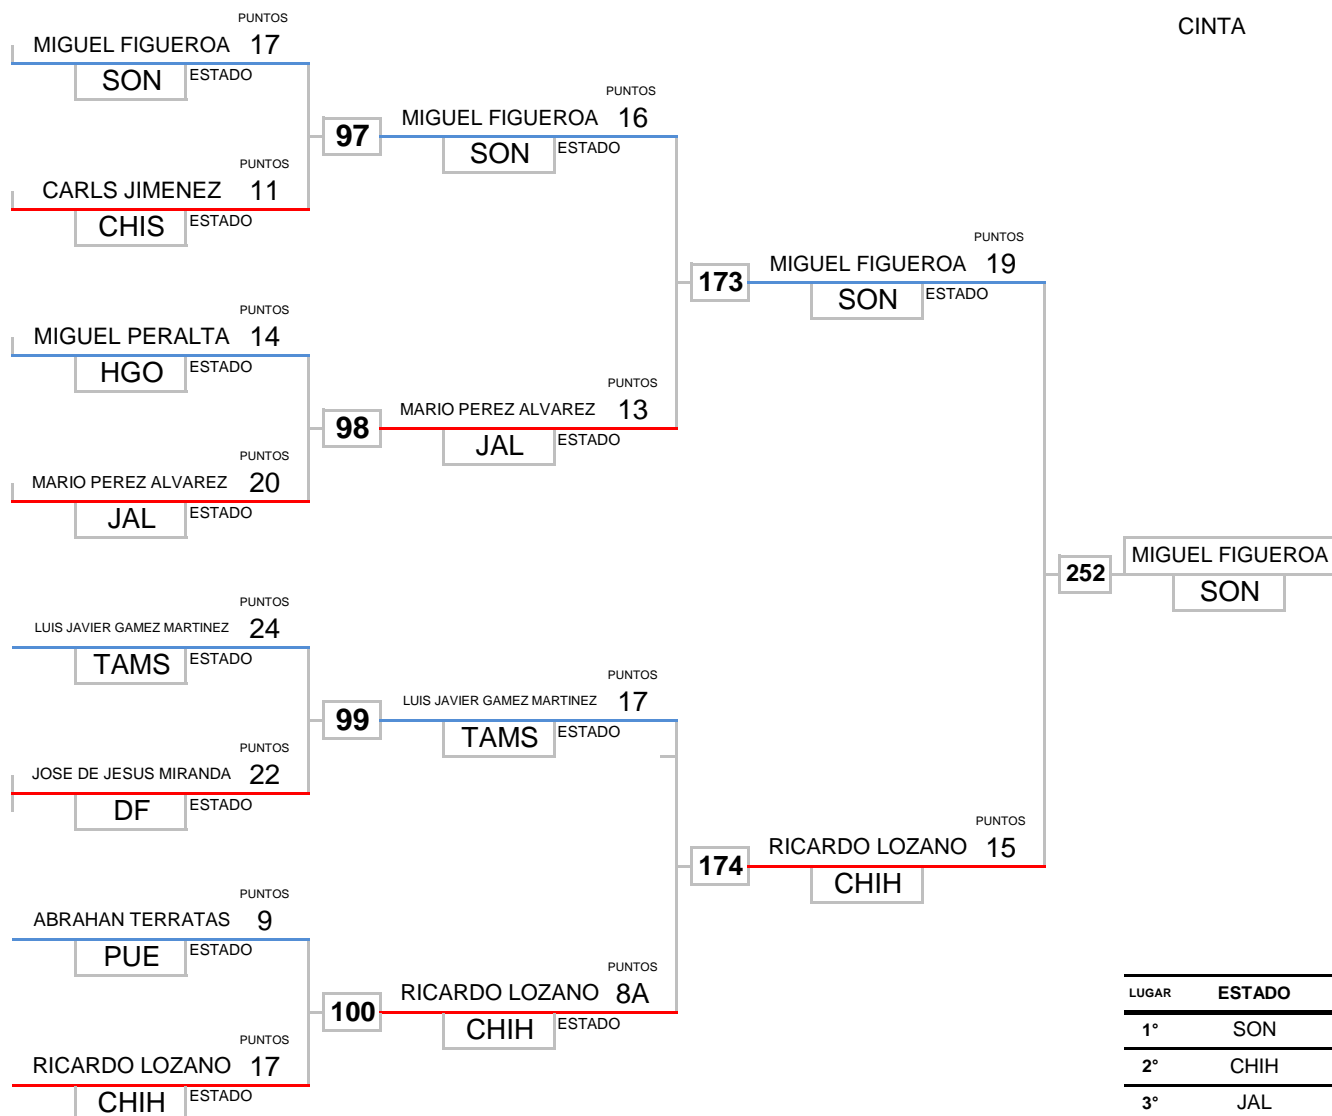 CINTA
PUNTOS
MIGUEL FIGUEROA 17
SON ESTADO
97
PUNTOS
CARLS JIMENEZ 11
CHIS ESTADO
PUNTOS
MIGUEL PERALTA 14
HGO ESTADO
98
PUNTOS
MARIO PEREZ ALVAREZ 20
JAL ESTADO
PUNTOS
LUIS JAVIER GAMEZ MARTINEZ 24
TAMS ESTADO
99
PUNTOS
JOSE DE JESUS MIRANDA 22
DF ESTADO
PUNTOS
ABRAHAN TERRATAS 9
PUE ESTADO
100
PUNTOS
RICARDO LOZANO 17
CHIH ESTADO
PUNTOS
MIGUEL FIGUEROA 16
SON ESTADO
173
PUNTOS
MARIO PEREZ ALVAREZ 13
JAL ESTADO
PUNTOS
LUIS JAVIER GAMEZ MARTINEZ 17
TAMS ESTADO
174
PUNTOS
RICARDO LOZANO 8A
CHIH ESTADO
PUNTOS
MIGUEL FIGUEROA 19
SON ESTADO
252
PUNTOS
RICARDO LOZANO 15
CHIH
MIGUEL FIGUEROA
SON
LUGAR ESTADO
1° SON
2° CHIH
3° JAL